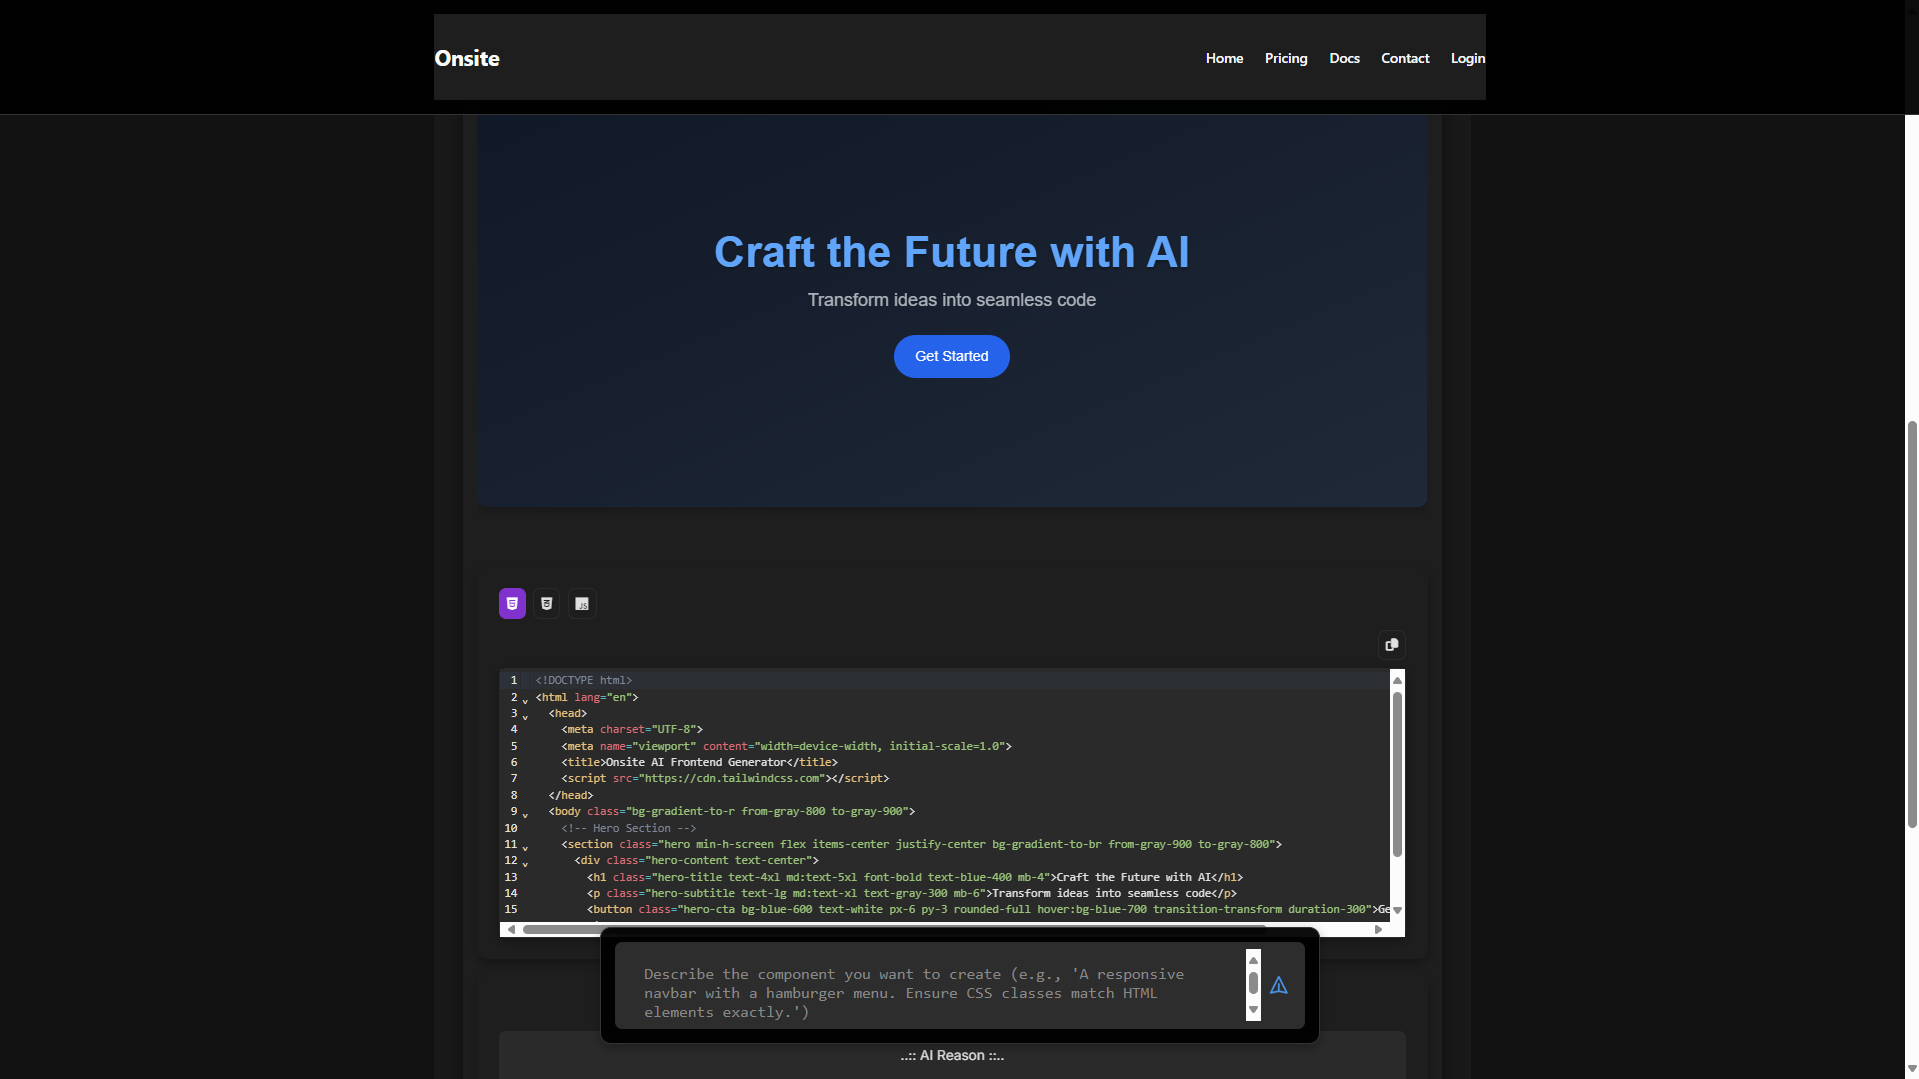 Onsite
Home Pricing Docs Contact Login
Craft the Future with AI
Transform ideas into seamless code
Get Started
JS
1 <!DOCTYPE html>
2 <html lang="en">
3 <head>
4 <meta charset="UTF-8">
5 <meta name="viewport" content="width=device-width, initial-scale=1.0">
6 <title>Onsite AI Frontend Generator</title>
7 <script src="https://cdn.tailwindcss.com"></script>
8 </head>
9 <body class="bg-gradient-to-r from-gray-800 to-gray-900">
10 <!-- Hero Section -->
11 <section class="hero min-h-screen flex items-center justify-center bg-gradient-to-br from-gray-900 to-gray-800">
12 <div class="hero-content text-center">
13 <h1 class="hero-title text-4xl md:text-5xl font-bold text-blue-400 mb-4">Craft the Future with AI</h1>
14 <p class="hero-subtitle text-lg md:text-xl text-gray-300 mb-6">Transform ideas into seamless code</p>
15 <button class="hero-cta bg-blue-600 text-white px-6 py-3 rounded-full hover:bg-blue-700 transition-transform duration-300">Ge
Describe the component you want to create (e.g., 'A responsive
navbar with a hamburger menu. Ensure CSS classes match HTML
elements exactly.')
..:: AI Reason ::..